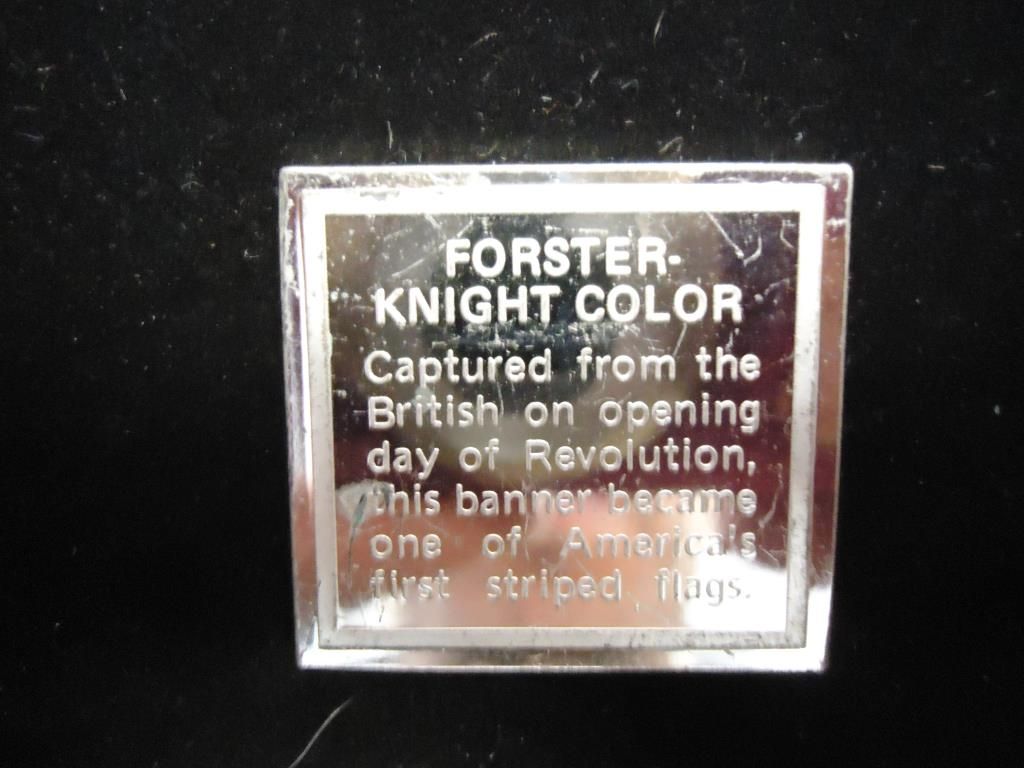 FORSTER-
KNIGHT COLOR
Captured from the
British on opening
day of Revolution,
this banner became
one of America's
first striped flags.